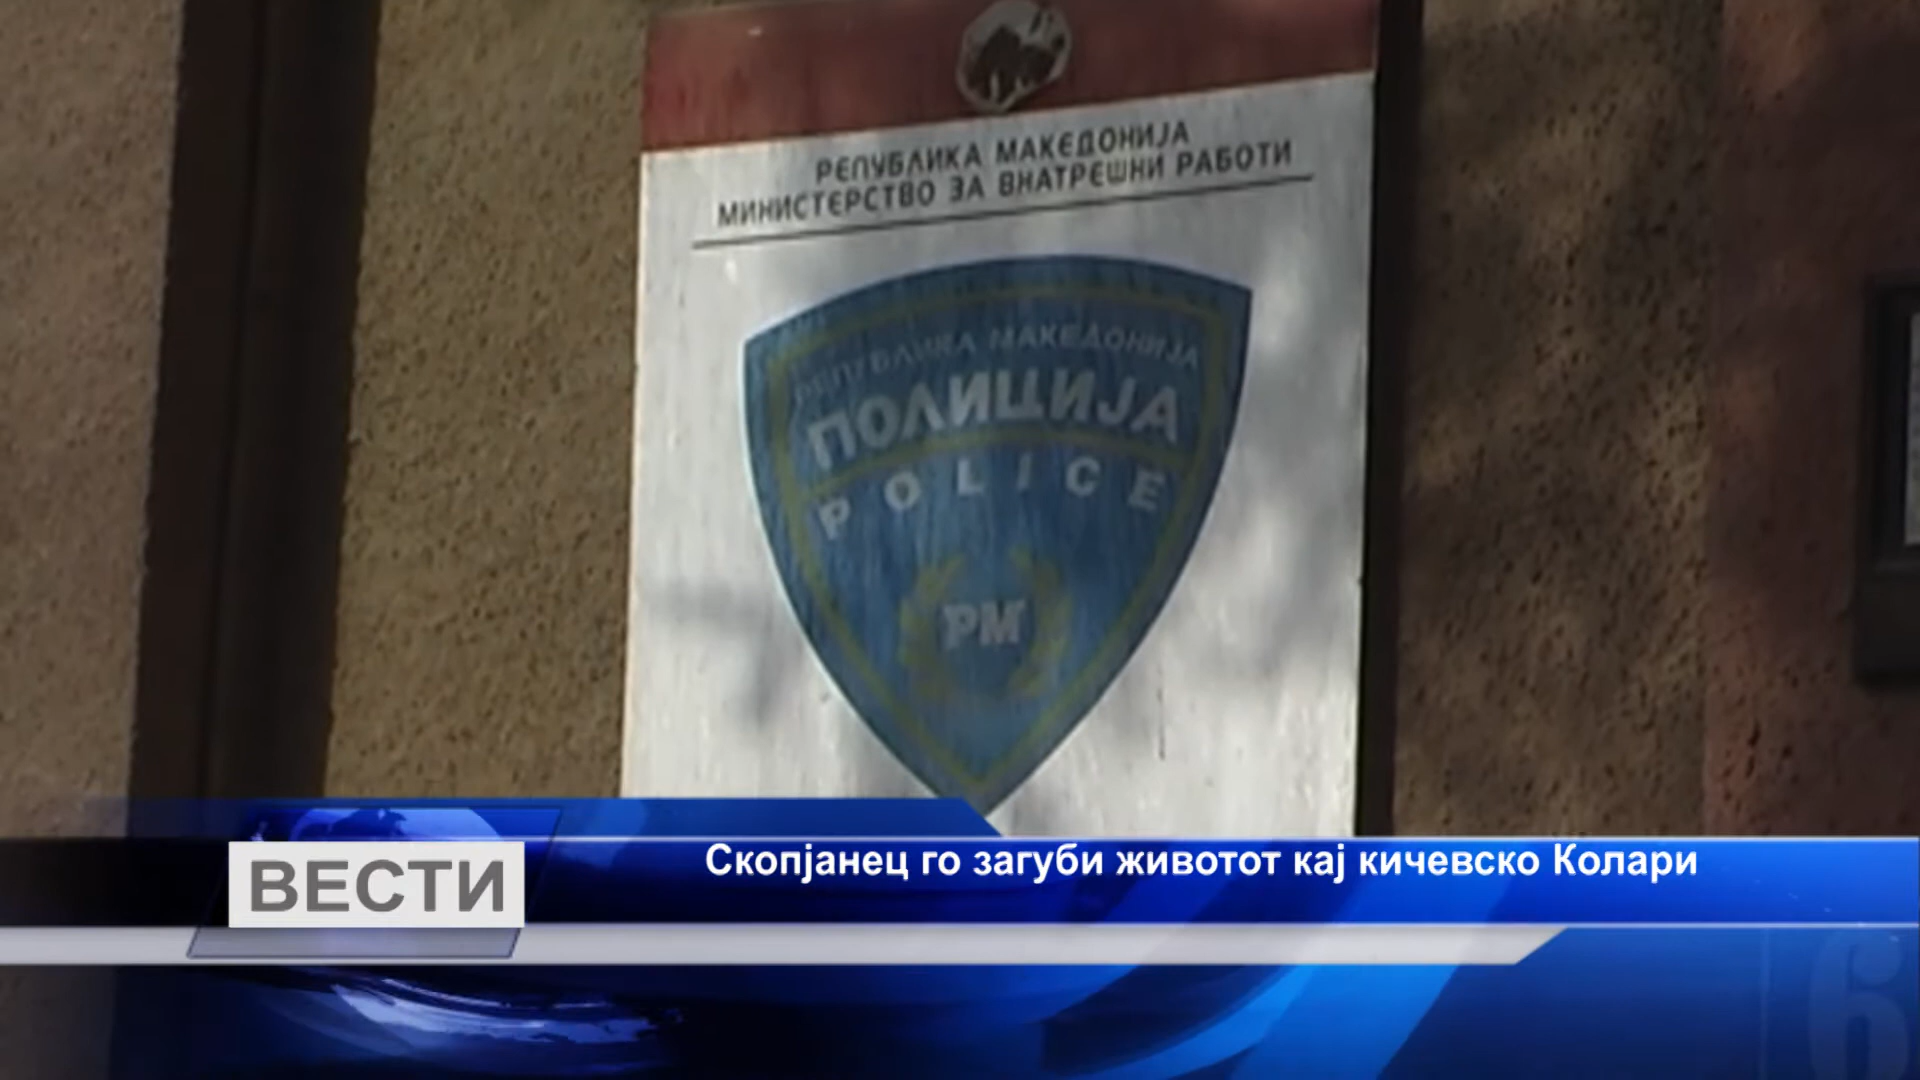 РЕПУБЛИКА МАКЕДОНИЈА
МИНИСТЕРСТВО ЗА ВНАТРЕШНИ РАБОТИ
РЕПУБЛИКА МАКЕДОНИЈА
ПОЛИЦИЈА
POLICE
РМ
Скопјанец го загуби животот кај кичевско Колари
ВЕСТИ
6